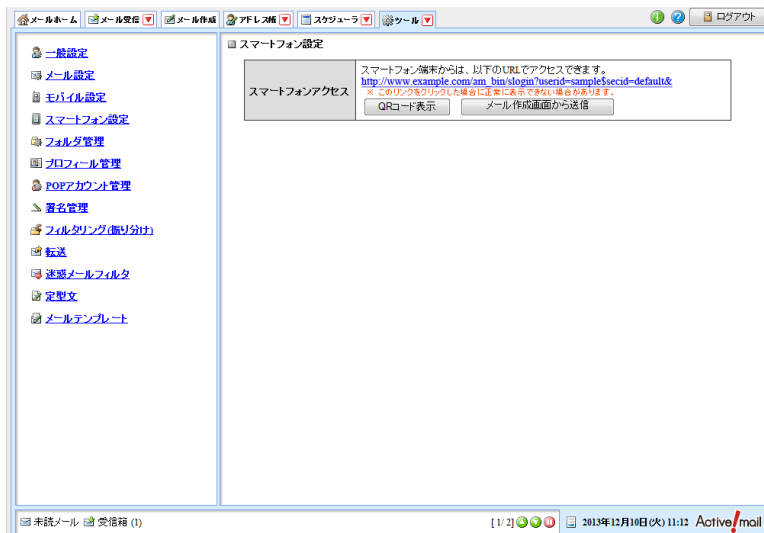 メールホーム メール受信 メール作成 アドレス帳 スケジューラ ツール ログアウト
一般設定
メール設定
モバイル設定
スマートフォン設定
フォルダ管理
プロフィール管理
POPアカウント管理
署名管理
フィルタリング(振り分け)
転送
迷惑メールフィルタ
定型文
メールテンプレート
スマートフォン設定
スマートフォンアクセス
スマートフォン端末からは、以下のURLでアクセスできます。
http://www.example.com/am_bin/slogin?userid=sample$secid=default&
※ このリンクをクリックした場合に正常に表示できない場合があります。
QRコード表示 メール作成画面から送信
未読メール 受信箱 (1) [ 1/ 2] 2013年12月10日(火) 11:12 Active!mail